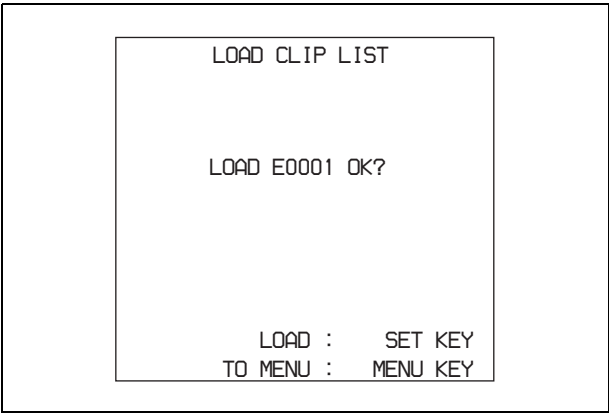 LOAD CLIP LIST
LOAD E0001 OK?
LOAD : SET KEY
TO MENU : MENU KEY